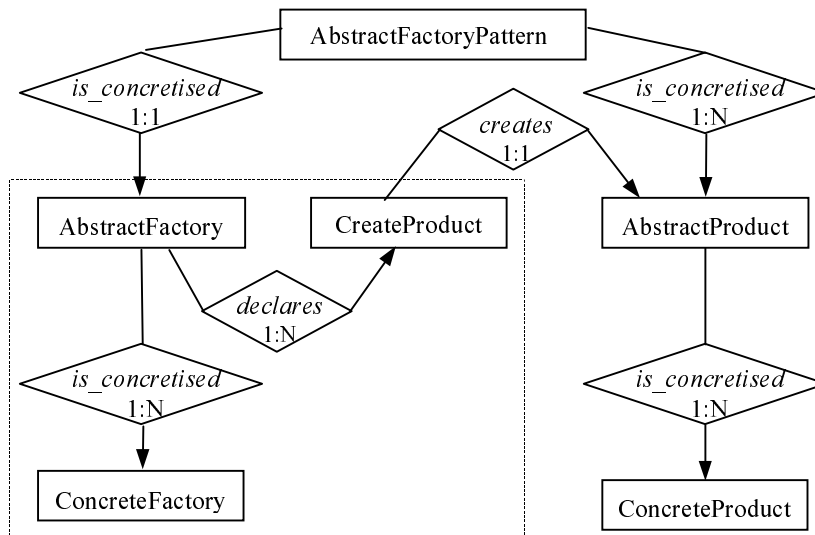 AbstractFactoryPattern
is_concretised
1:1
is_concretised
1:N
creates
1:1
AbstractFactory
CreateProduct
AbstractProduct
declares
1:N
is_concretised
1:N
is_concretised
1:N
ConcreteFactory
ConcreteProduct